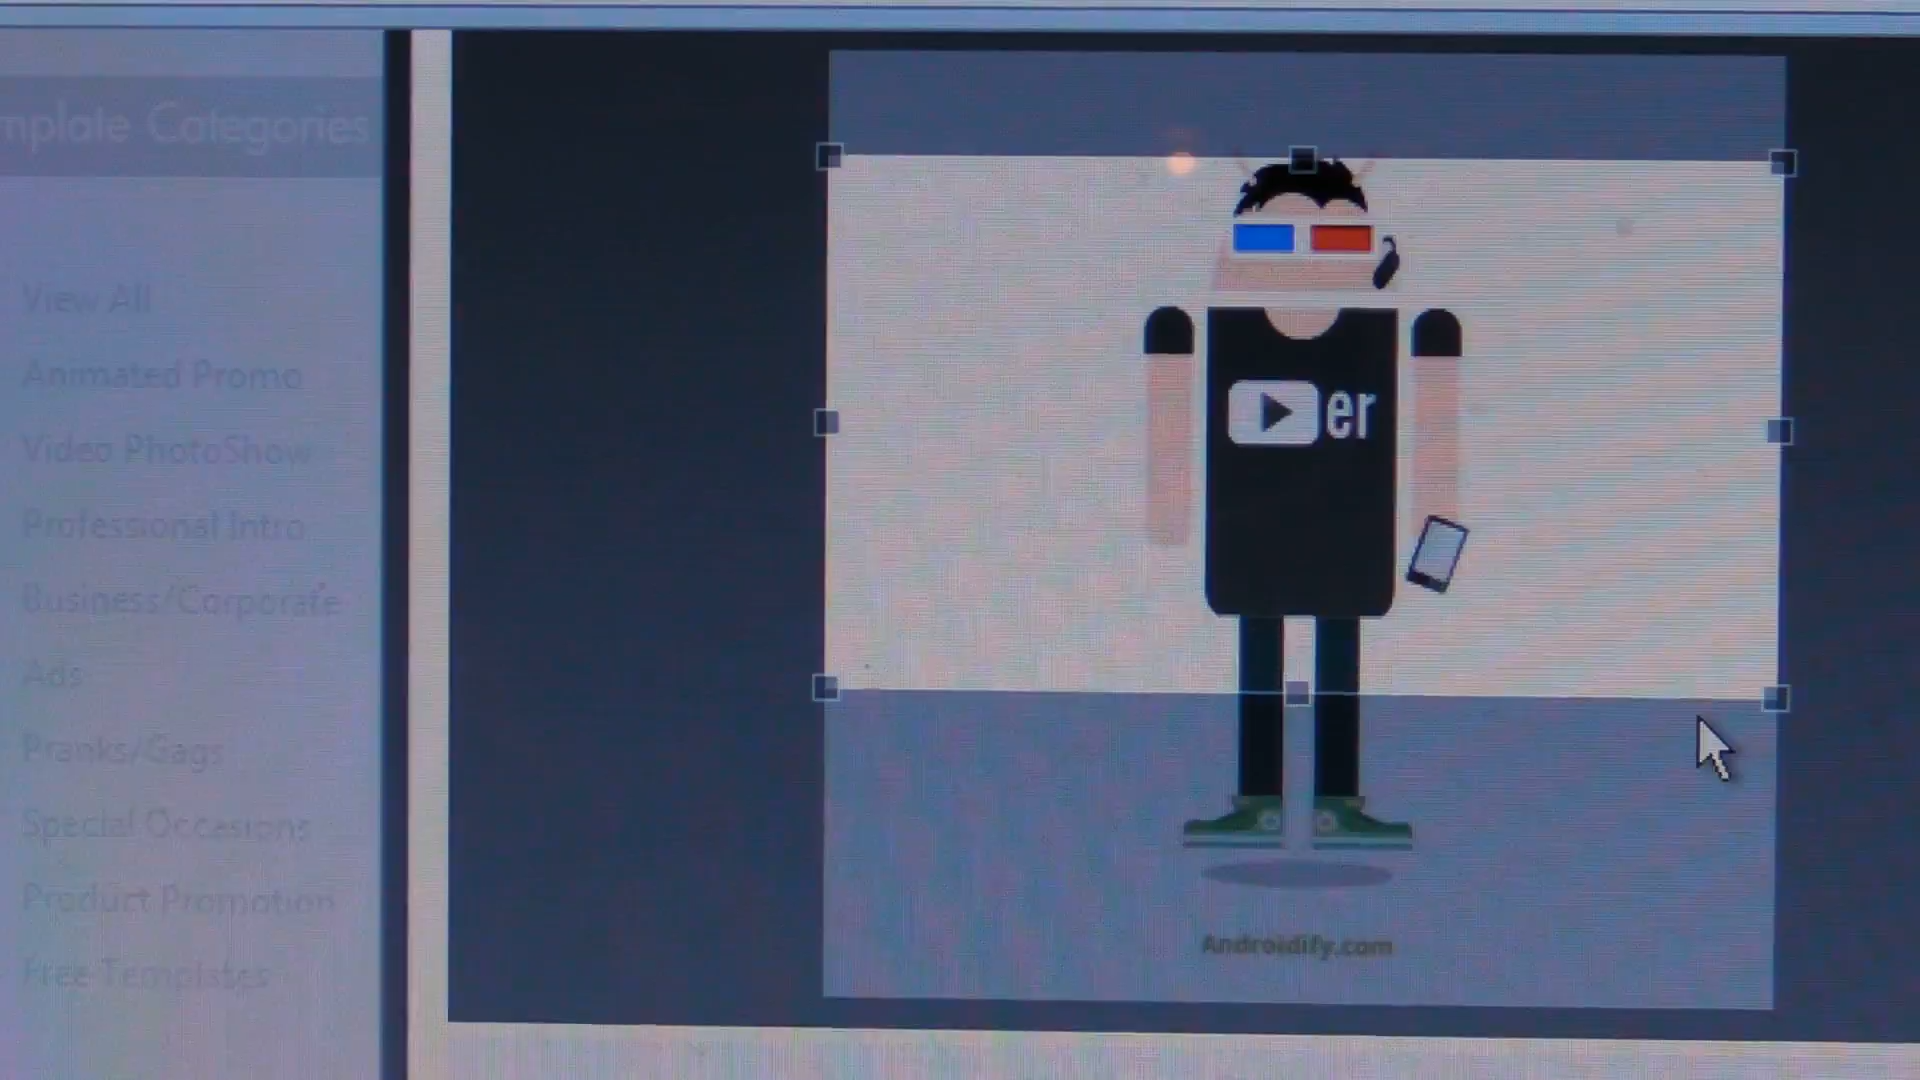 mplate Categories
View All
Animated Promo
Video PhotoShow
Professional Intro
Business/Corporate
Ads
Pranks/Gags
Special Occasions
Product Promotion
Free Templates
er
Androidify.com